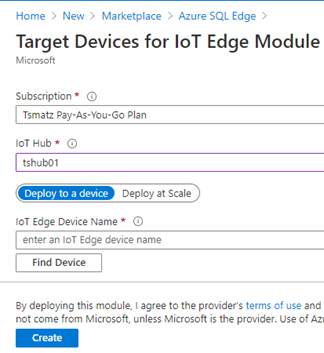 Home > New > Marketplace > Azure SQL Edge >
Target Devices for IoT Edge Module
Microsoft
Subscription *
Tsmatz Pay-As-You-Go Plan
IoT Hub *
tshub01
Deploy to a device Deploy at Scale
IoT Edge Device Name *
enter an IoT Edge device name
Find Device
By deploying this module, I agree to the provider's terms of use and
not come from Microsoft, unless Microsoft is the provider. Use of
Create